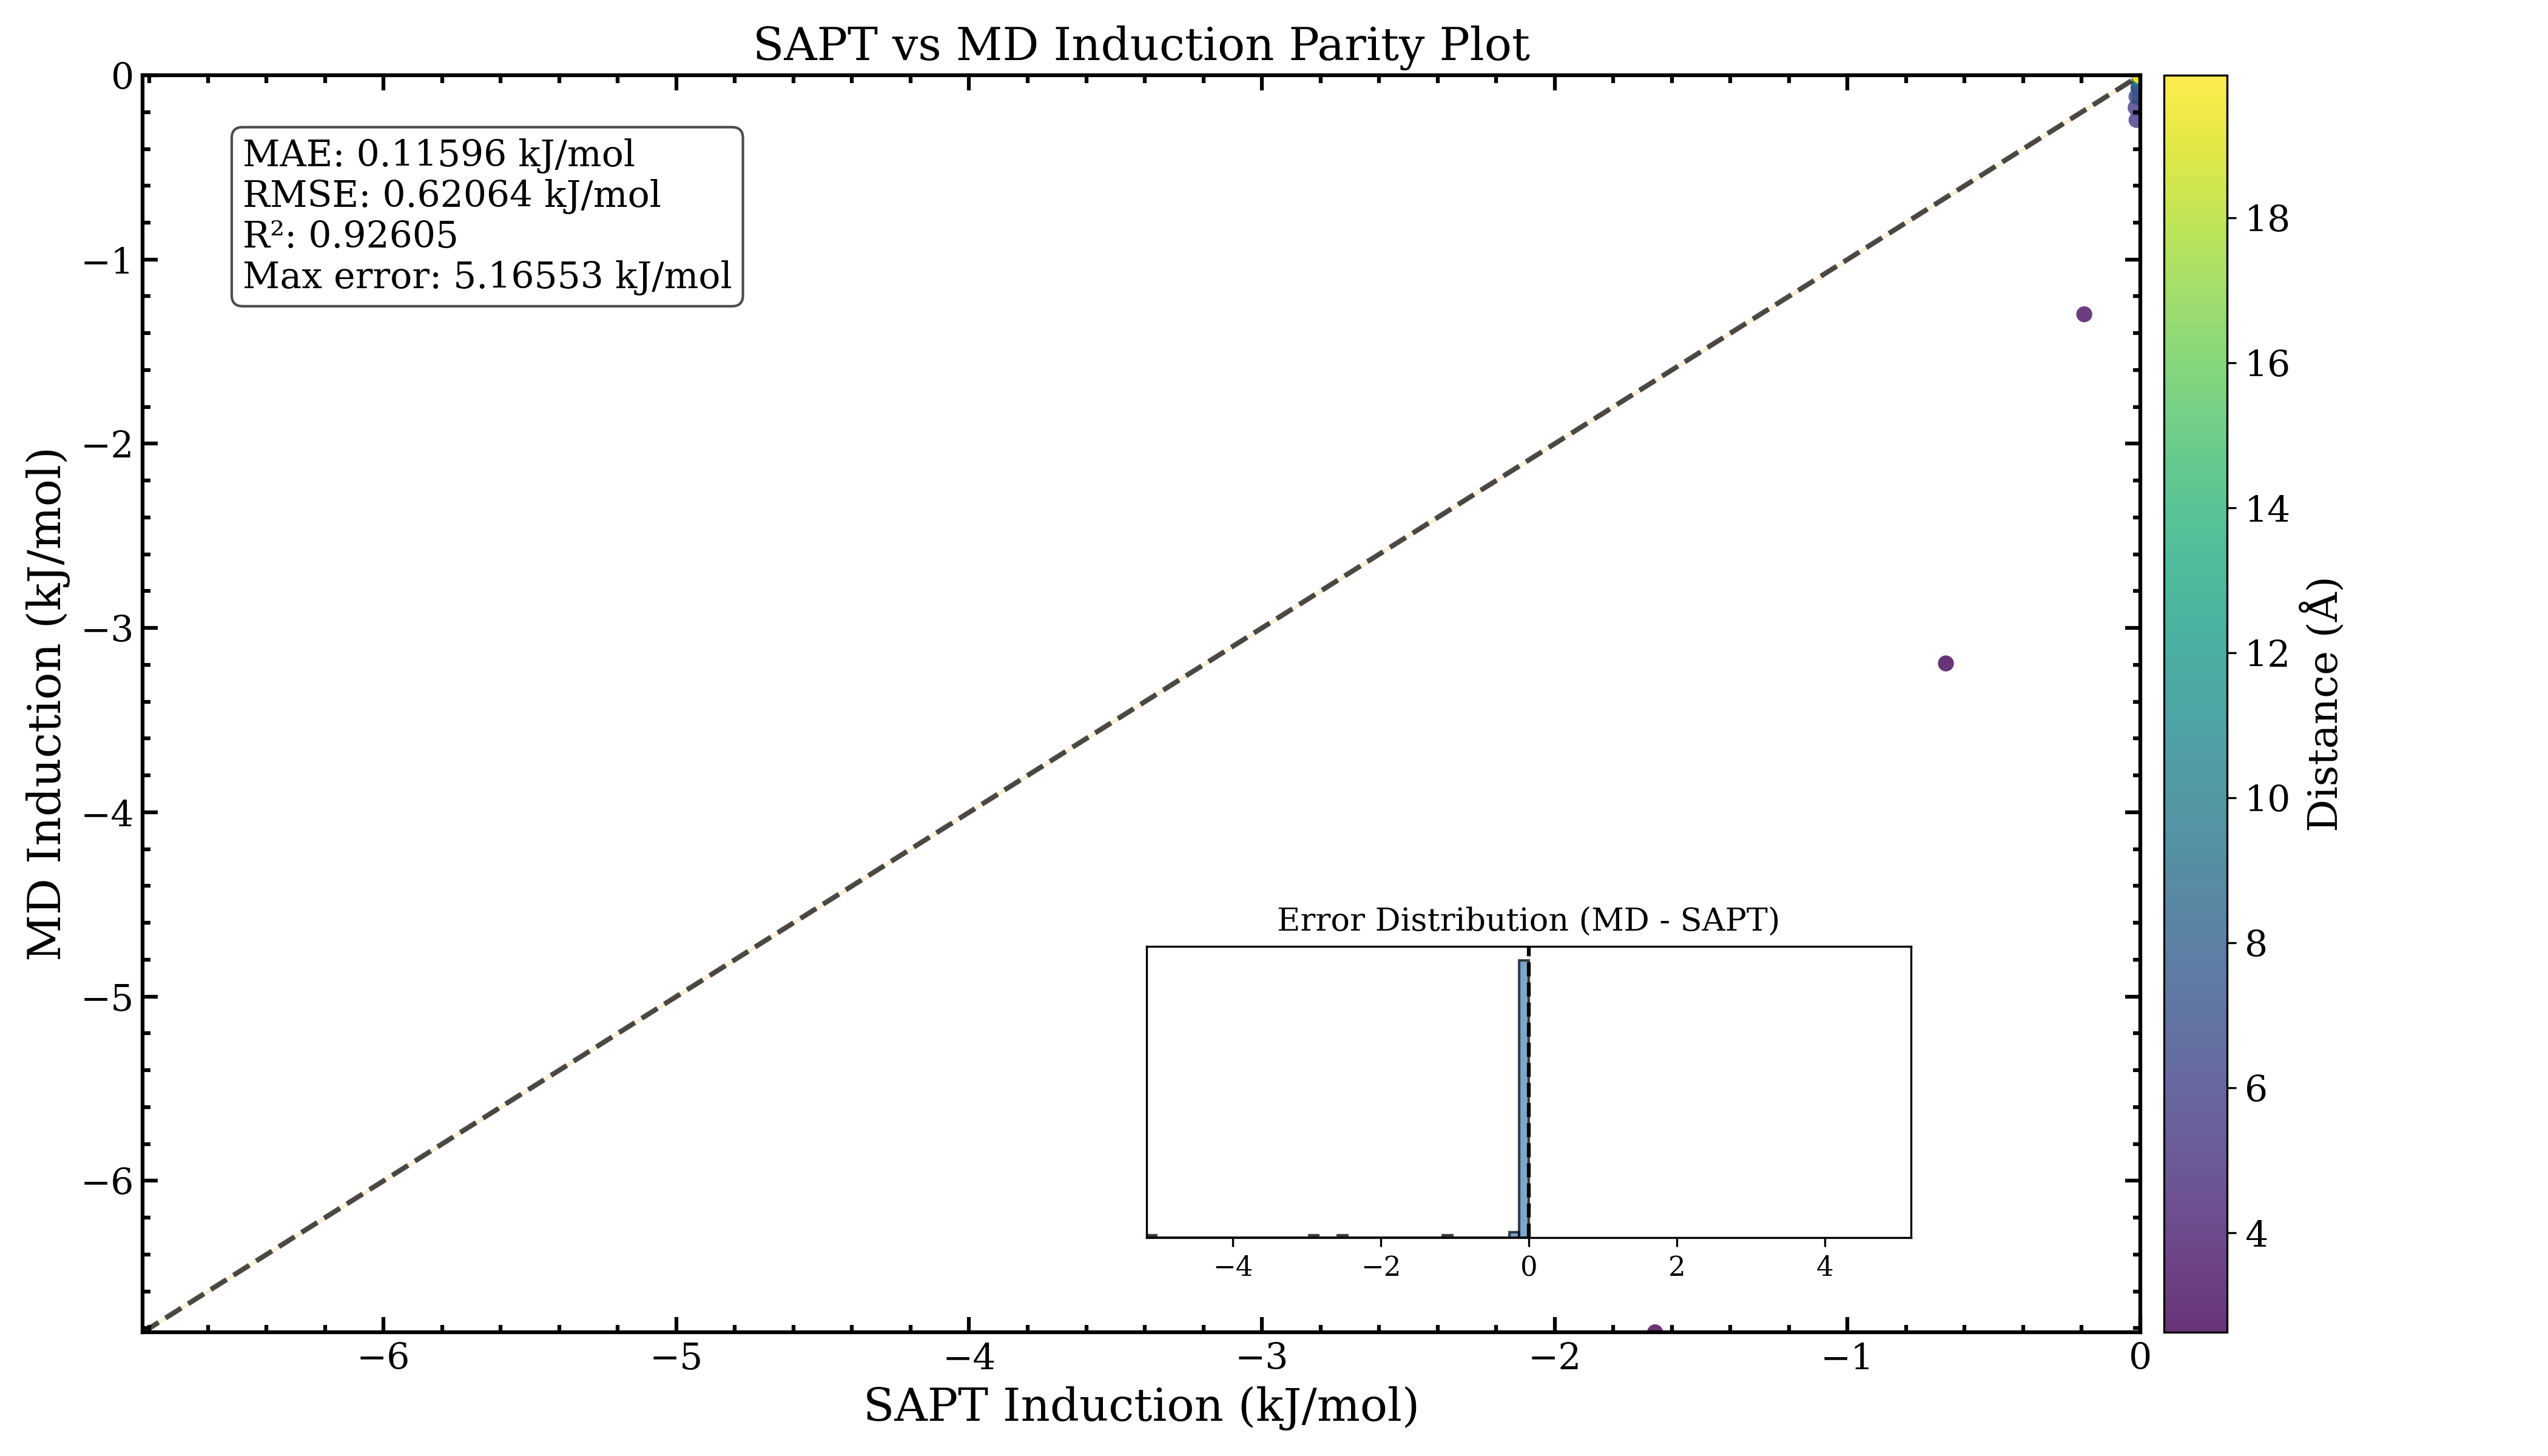 SAPT vs MD Induction Parity Plot
0
−1
−2
−3
−4
−5
−6
MD Induction (kJ/mol)
MAE: 0.11596 kJ/mol
RMSE: 0.62064 kJ/mol
R²: 0.92605
Max error: 5.16553 kJ/mol
Error Distribution (MD - SAPT)
−4 −2 0 2 4
−6 −5 −4 −3 −2 −1 0
SAPT Induction (kJ/mol)
18
16
14
12
10
8
6
4
Distance (Å)